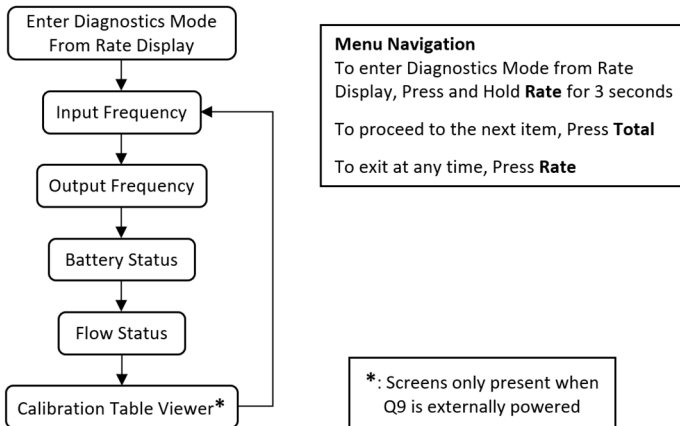 Enter Diagnostics Mode
From Rate Display
Input Frequency
Output Frequency
Battery Status
Flow Status
Calibration Table Viewer*
Menu Navigation
To enter Diagnostics Mode from Rate
Display, Press and Hold Rate for 3 seconds
To proceed to the next item, Press Total
To exit at any time, Press Rate
*: Screens only present when
Q9 is externally powered